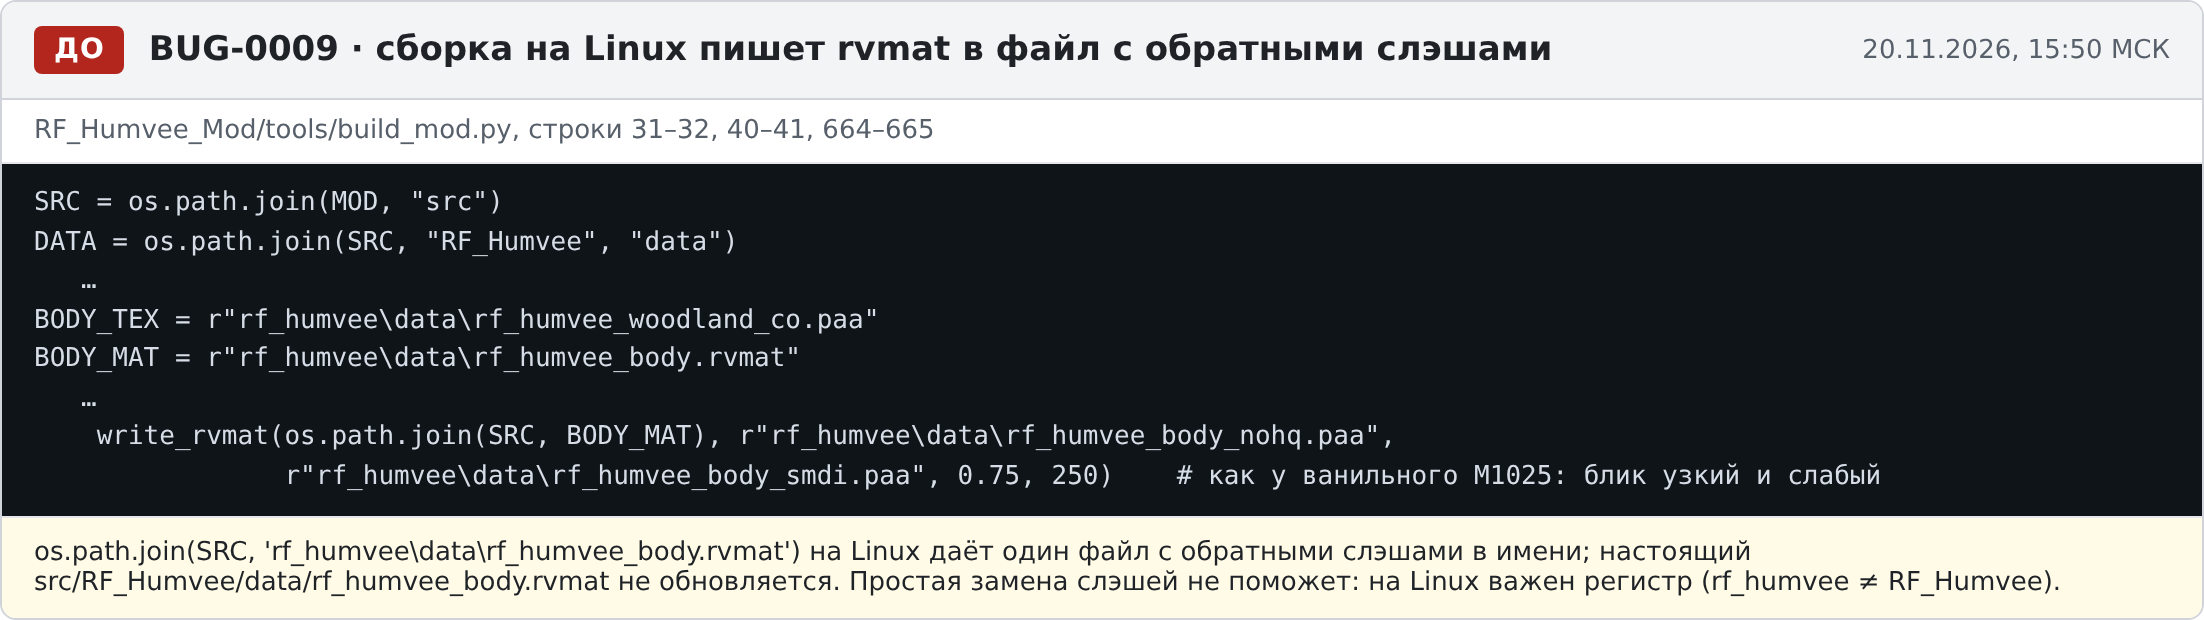 ДО BUG-0009 · сборка на Linux пишет rvmat в файл с обратными слэшами 20.11.2026, 15:50 МСК
RF_Humvee_Mod/tools/build_mod.py, строки 31–32, 40–41, 664–665
SRC = os.path.join(MOD, "src")
DATA = os.path.join(SRC, "RF_Humvee", "data")
…
BODY_TEX = r"rf_humvee\data\rf_humvee_woodland_co.paa"
BODY_MAT = r"rf_humvee\data\rf_humvee_body.rvmat"
…
write_rvmat(os.path.join(SRC, BODY_MAT), r"rf_humvee\data\rf_humvee_body_nohq.paa",
r"rf_humvee\data\rf_humvee_body_smdi.paa", 0.75, 250) # как у ванильного M1025: блик узкий и слабый
os.path.join(SRC, 'rf_humvee\data\rf_humvee_body.rvmat') на Linux даёт один файл с обратными слэшами в имени; настоящий
src/RF_Humvee/data/rf_humvee_body.rvmat не обновляется. Простая замена слэшей не поможет: на Linux важен регистр (rf_humvee ≠ RF_Humvee).